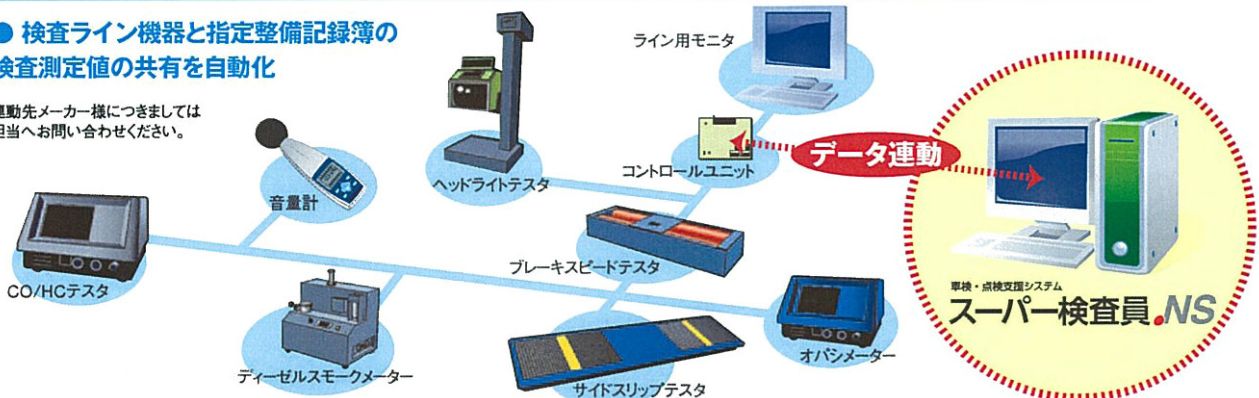 ● 検査ライン機器と指定整備記録簿の
検査測定値の共有を自動化
連動先メーカー様につきましては
担当へお問い合わせください。
ライン用モニタ
ヘッドライトテスタ
コントロールユニット
データ連動
音量計
CO/HCテスタ
ブレーキスピードテスタ
ディーゼルスモークメーター
サイドスリップテスタ
オパシメーター
車検・点検支援システム
スーパー検査員.NS